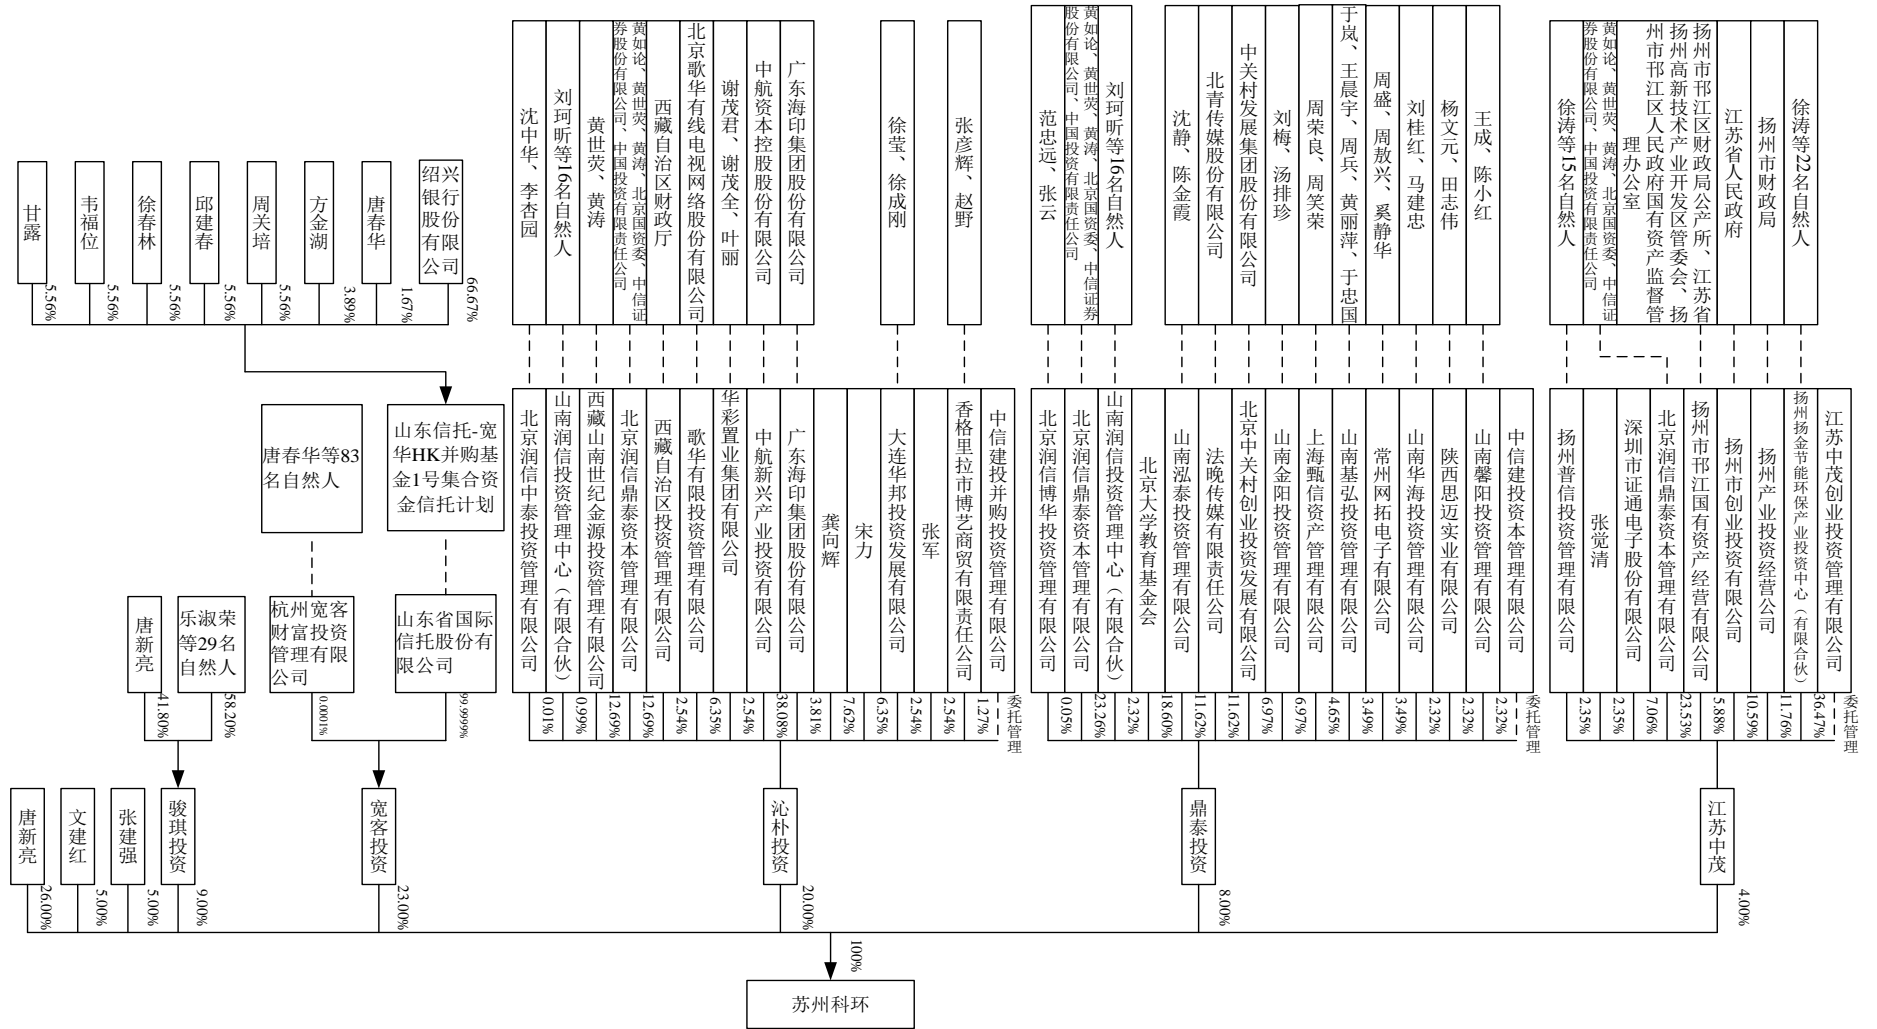 沈中华、李杏园
刘珂昕等16名自然人
黄世荧、黄涛
黄如论、黄世荧、黄涛、北京国资委、中信证
券股份有限公司、中国投资有限责任公司
西藏自治区财政厅
北京歌华有线电视网络股份有限公司
谢茂君、谢茂全、叶丽
中航资本控股股份有限公司
广东海印集团股份有限公司
徐莹、徐成刚
张彦辉、赵野
范忠远、张云
黄如论、黄世荧、黄涛、北京国资委、中信证券
股份有限公司、中国投资有限责任公司
刘珂昕等16名自然人
沈静、陈金霞
北青传媒股份有限公司
中关村发展集团股份有限公司
刘梅、汤排珍
周荣良、周笑荣
于岚、王晨宇、周兵、黄丽萍、于忠国
周盛、周敖兴、奚静华
刘桂红、马建忠
杨文元、田志伟
王成、陈小红
徐涛等15名自然人
黄如论、黄世荧、黄涛、北京国资委、中信证
券股份有限公司、中国投资有限责任公司
扬州市邗江区财政局公产所、江苏省
扬州高新技术产业开发区管委会、扬
州市邗江区人民政府国有资产监督管
理办公室
江苏省人民政府
扬州市财政局
徐涛等22名自然人
甘露
韦福位
徐春林
邱建春
周关培
方金湖
唐春华
绍兴
银行
股份
有限
公司
5.56%
5.56%
5.56%
5.56%
5.56%
3.89%
1.67%
66.67%
唐春华等83
名自然人
山东信托-宽
华HK并购基
金1号集合资
金信托计划
北京润信中泰投资管理有限公司
山南润信投资管理中心（有限合伙）
西藏山南世纪金源投资管理有限公司
北京润信鼎泰资本管理有限公司
西藏自治区投资管理有限公司
歌华有限投资管理有限公司
华彩置业集团有限公司
中航新兴产业投资有限公司
广东海印集团股份有限公司
龚向辉
宋力
大连华邦投资发展有限公司
张军
香格里拉市博艺商贸有限责任公司
中信建投并购投资管理有限公司
北京润信博华投资管理有限公司
北京润信鼎泰资本管理有限公司
山南润信投资管理中心（有限合伙）
北京大学教育基金会
山南泓泰投资管理有限公司
法晚传媒有限责任公司
北京中关村创业投资发展有限公司
山南金阳投资管理有限公司
上海甄信资产管理有限公司
山南基弘投资管理有限公司
常州网拓电子有限公司
山南华海投资管理有限公司
陕西思迈实业有限公司
山南馨阳投资管理有限公司
中信建投资本管理有限公司
扬州普信投资管理有限公司
张觉清
深圳市证通电子股份有限公司
北京润信鼎泰资本管理有限公司
扬州市邗江国有资产经营有限公司
扬州市创业投资有限公司
扬州产业投资经营公司
扬州扬金节能环保产业投资中心（有限合伙）
江苏中茂创业投资管理有限公司
唐新亮
乐淑荣
等29名
自然人
杭州宽客
财富投资
管理有限
公司
山东省国际
信托股份有
限公司
41.80%
58.20%
0.0001%
99.999%
0.01%
0.99%
12.69%
12.69%
2.54%
6.35%
2.54%
38.08%
3.81%
7.62%
6.35%
2.54%
2.54%
1.27%
委托管理
0.05%
23.26%
2.32%
18.60%
11.62%
11.62%
6.97%
6.97%
4.65%
3.49%
3.49%
2.32%
2.32%
2.32%
委托管理
2.35%
2.35%
7.06%
23.53%
5.88%
10.59%
11.76%
36.47%
委托管理
唐新亮
文建红
张建强
骏琪投资
宽客投资
沁朴投资
鼎泰投资
江苏中茂
26.00%
5.00%
5.00%
9.00%
23.00%
20.00%
8.00%
4.00%
100%
苏州科环